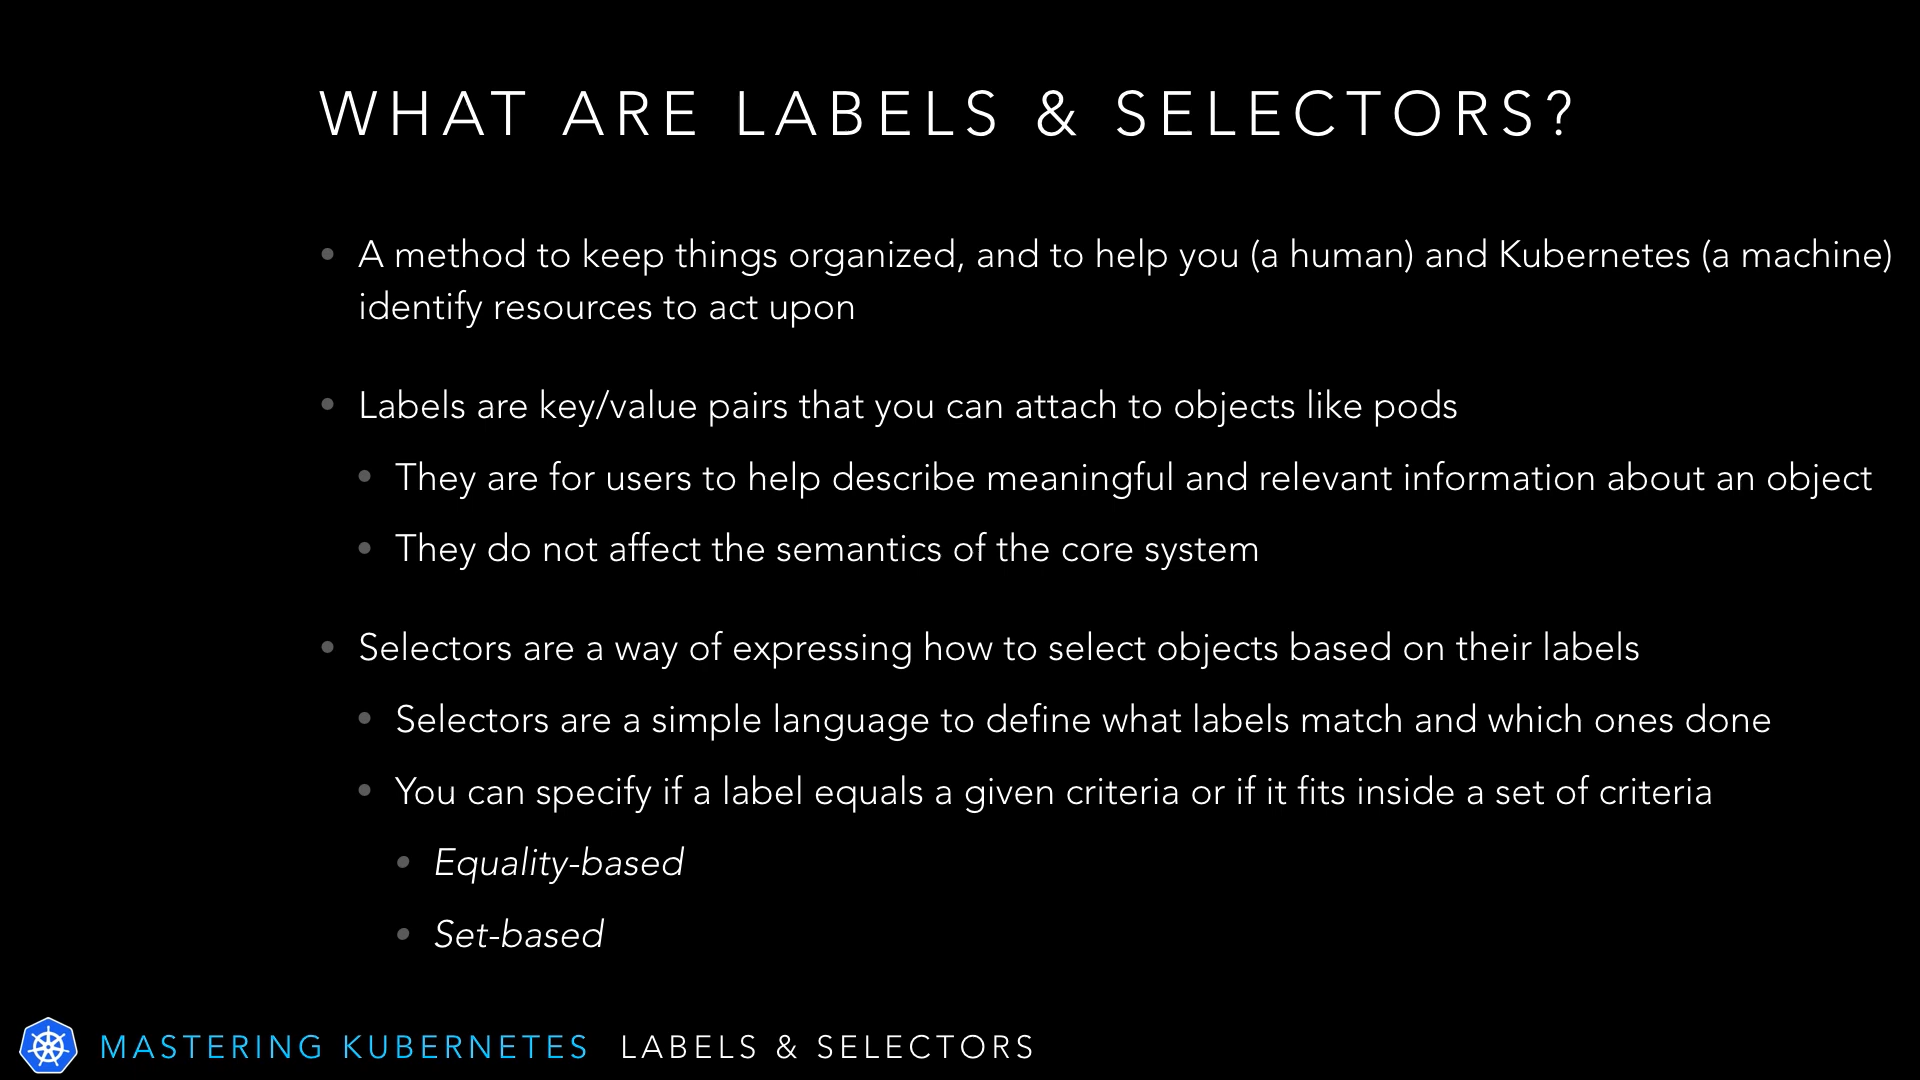 WHAT ARE LABELS & SELECTORS?
• A method to keep things organized, and to help you (a human) and Kubernetes (a machine)
identify resources to act upon
• Labels are key/value pairs that you can attach to objects like pods
• They are for users to help describe meaningful and relevant information about an object
• They do not affect the semantics of the core system
• Selectors are a way of expressing how to select objects based on their labels
• Selectors are a simple language to define what labels match and which ones done
• You can specify if a label equals a given criteria or if it fits inside a set of criteria
• Equality-based
• Set-based
MASTERING KUBERNETES LABELS & SELECTORS